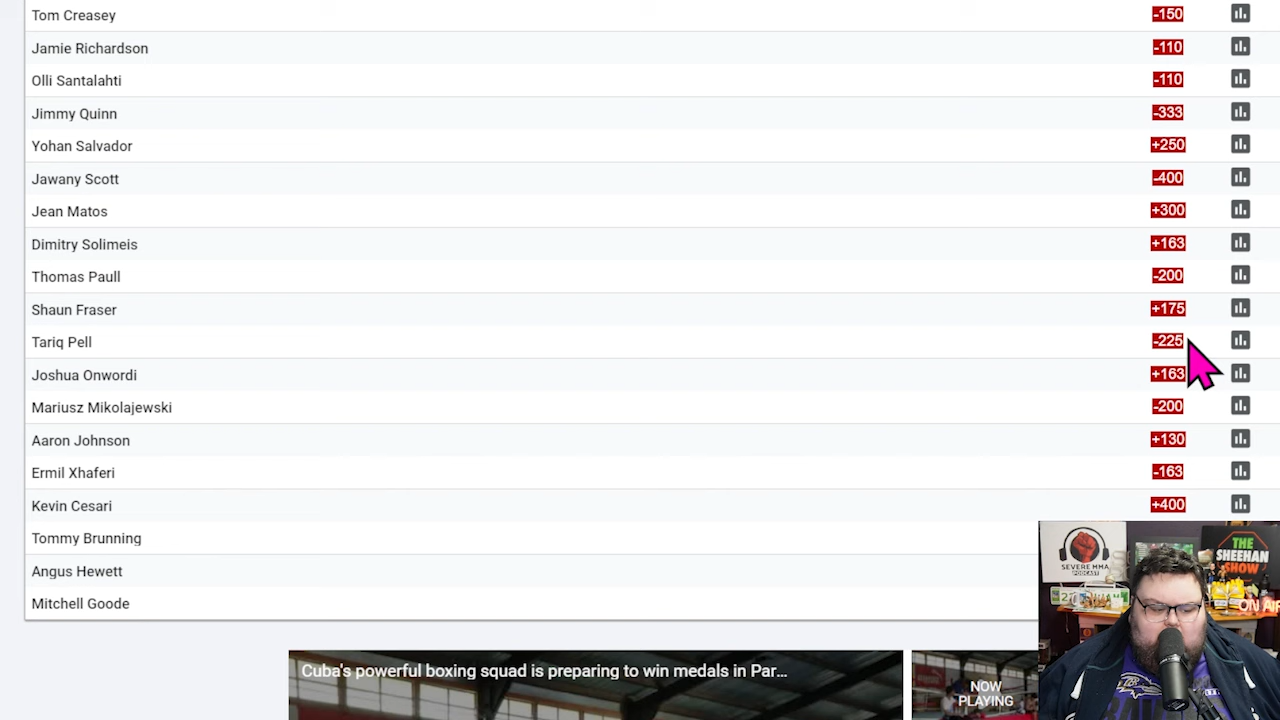 Tom Creasey -150
Jamie Richardson -110
Olli Santalahti -110
Jimmy Quinn -333
Yohan Salvador +250
Jawany Scott -400
Jean Matos +300
Dimitry Solimeis +163
Thomas Paull -200
Shaun Fraser +175
Tariq Pell -225
Joshua Onwordi +163
Mariusz Mikolajewski -200
Aaron Johnson +130
Ermil Xhaferi -163
Kevin Cesari +400
Tommy Brunning
Angus Hewett
Mitchell Goode
Cuba's powerful boxing squad is preparing to win medals in Par...
NOW
PLAYING
SEVERE MMA
PODCAST
THE
SHEEHAN
SHOW
ON AIR